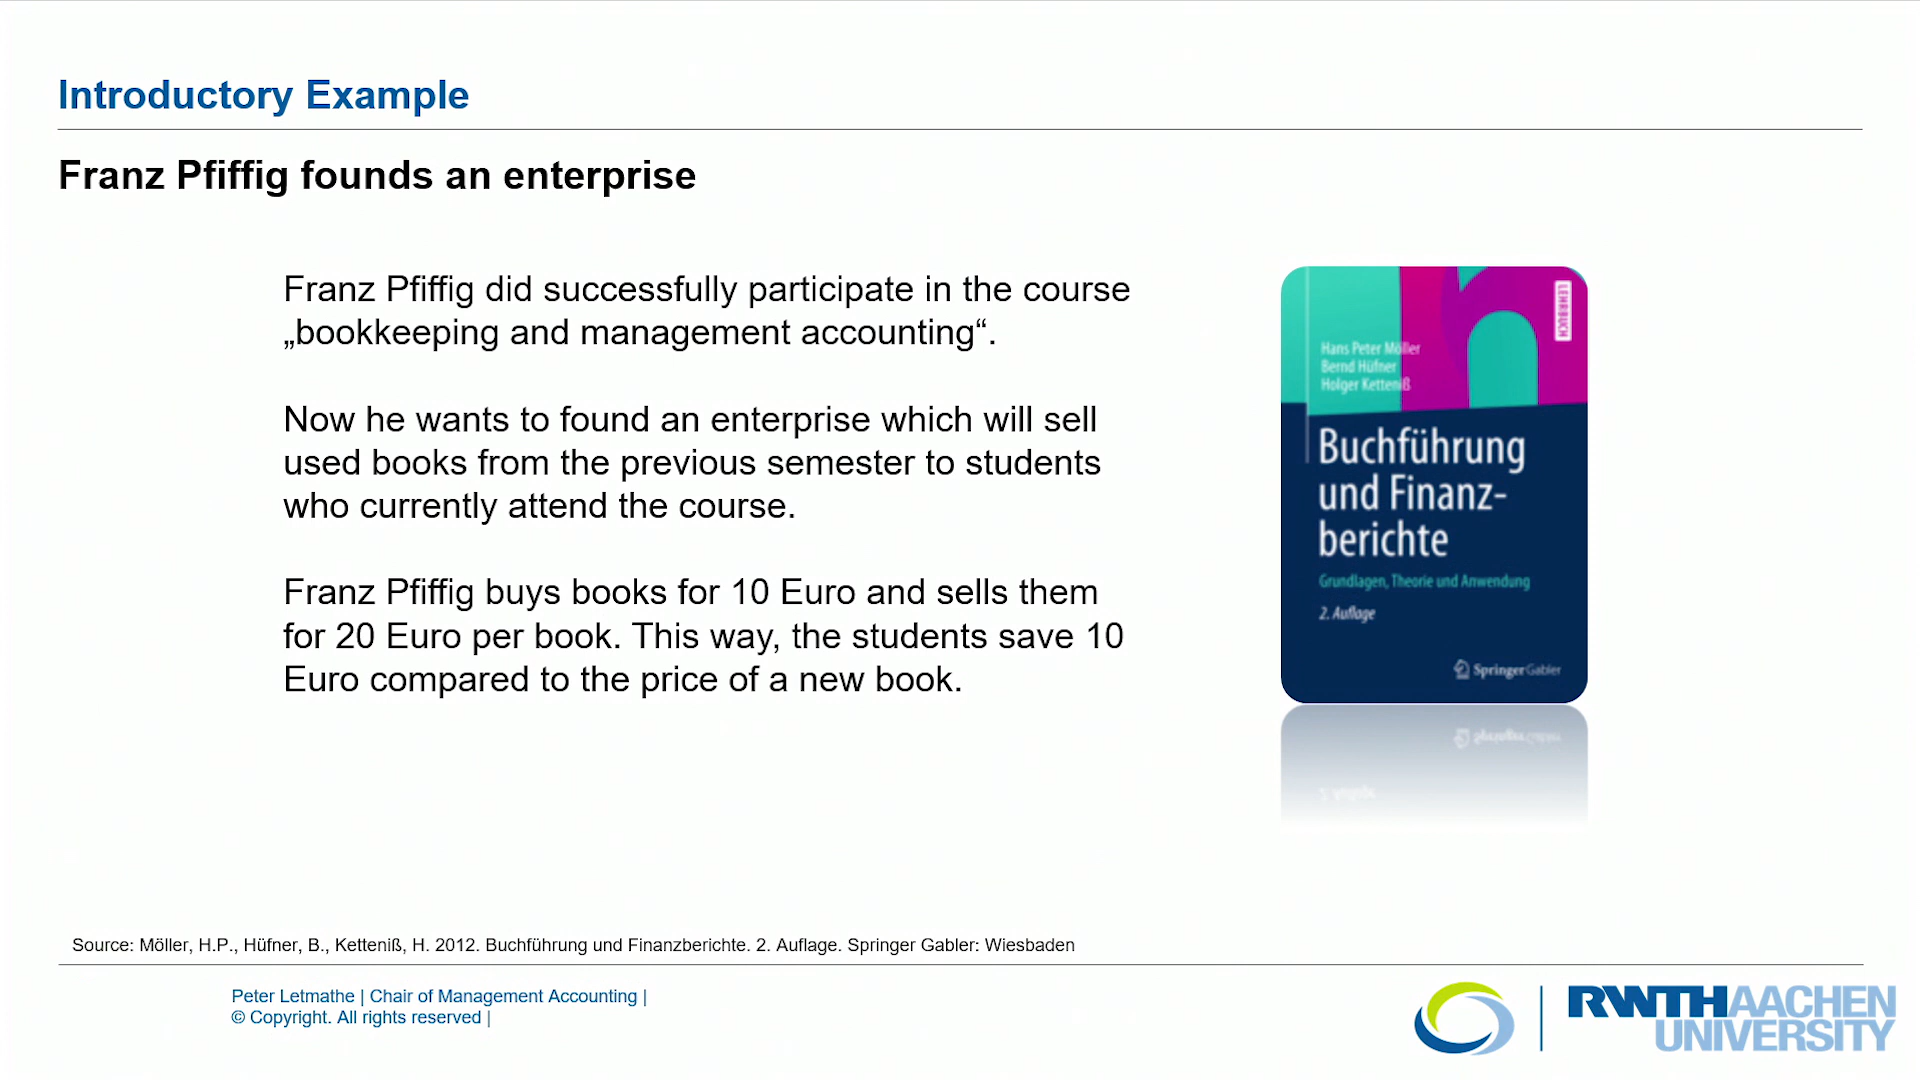 Introductory Example
Franz Pfiffig founds an enterprise
Franz Pfiffig did successfully participate in the course
„bookkeeping and management accounting“.
Now he wants to found an enterprise which will sell
used books from the previous semester to students
who currently attend the course.
Franz Pfiffig buys books for 10 Euro and sells them
for 20 Euro per book. This way, the students save 10
Euro compared to the price of a new book.
LEHRBUCH
Hans Peter Möller
Bernd Hüfner
Holger Ketteniß
Buchführung
und Finanz-
berichte
Grundlagen, Theorie und Anwendung
2. Auflage
Springer Gabler
Source: Möller, H.P., Hüfner, B., Ketteniß, H. 2012. Buchführung und Finanzberichte. 2. Auflage. Springer Gabler: Wiesbaden
Peter Letmathe | Chair of Management Accounting |
© Copyright. All rights reserved |
RWTH AACHEN
UNIVERSITY